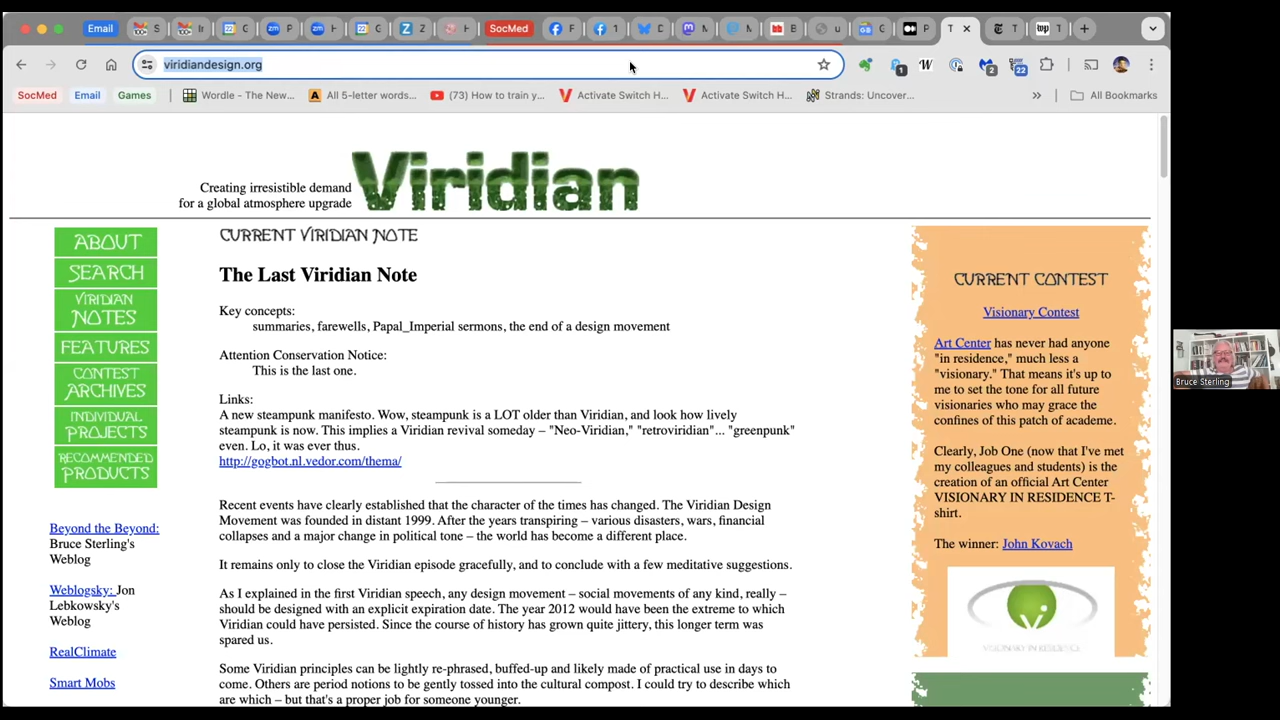 Email
SocMed
viridiandesign.org
SocMed
Email
Games
Wordle - The New...
All 5-letter words...
(73) How to train y...
Activate Switch H...
Activate Switch H...
Strands: Uncover...
All Bookmarks
Creating irresistible demand
for a global atmosphere upgrade
Viridian
ABOUT
SEARCH
VIRIDIAN
NOTES
FEATURES
CONTEST
ARCHIVES
INDIVIDUAL
PROJECTS
RECOMMENDED
PRODUCTS
Beyond the Beyond:
Bruce Sterling's
Weblog
Weblogsky: Jon
Lebkowsky's
Weblog
RealClimate
Smart Mobs
CURRENT VIRIDIAN NOTE
The Last Viridian Note
Key concepts:
summaries, farewells, Papal_Imperial sermons, the end of a design movement
Attention Conservation Notice:
This is the last one.
Links:
A new steampunk manifesto. Wow, steampunk is a LOT older than Viridian, and look how lively
steampunk is now. This implies a Viridian revival someday – "Neo-Viridian," "retroviridian"... "greenpunk"
even. Lo, it was ever thus.
http://gogbot.nl.vedor.com/thema/
Recent events have clearly established that the character of the times has changed. The Viridian Design
Movement was founded in distant 1999. After the years transpiring – various disasters, wars, financial
collapses and a major change in political tone – the world has become a different place.
It remains only to close the Viridian episode gracefully, and to conclude with a few meditative suggestions.
As I explained in the first Viridian speech, any design movement – social movements of any kind, really –
should be designed with an explicit expiration date. The year 2012 would have been the extreme to which
Viridian could have persisted. Since the course of history has grown quite jittery, this longer term was
spared us.
Some Viridian principles can be lightly re-phrased, buffed-up and likely made of practical use in days to
come. Others are period notions to be gently tossed into the cultural compost. I could try to describe which
are which – but that's a proper job for someone younger.
CURRENT CONTEST
Visionary Contest
Art Center has never had anyone
"in residence," much less a
"visionary." That means it's up to
me to set the tone for all future
visionaries who may grace the
confines of this patch of academe.
Clearly, Job One (now that I've met
my colleagues and students) is the
creation of an official Art Center
VISIONARY IN RESIDENCE T-
shirt.
The winner: John Kovach
VISIONARY IN RESIDENCE
Bruce Sterling